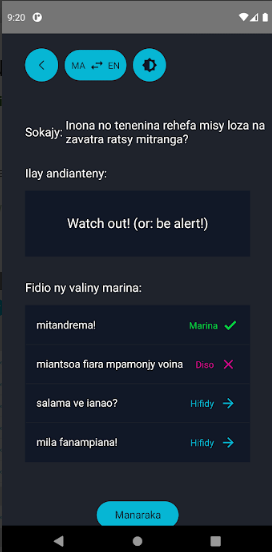 9:20
MA EN
Sokajy: Inona no tenenina rehefa misy loza na
zavatra ratsy mitranga?
Ilay andianteny:
Watch out! (or: be alert!)
Fidio ny valiny marina:
mitandrema! Marina
miantsoa fiara mpamonjy voina Diso
salama ve ianao? Hifidy
mila fanampiana! Hifidy
Manaraka